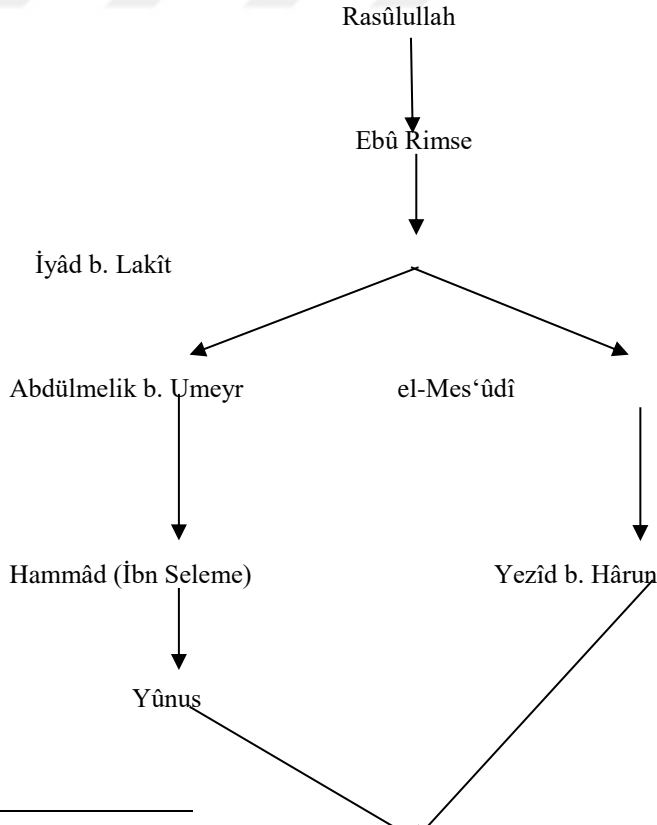 Rasûlullah
Ebû Rimse
İyâd b. Lakît
Abdülmelik b. Umeyr el-Mes‘ûdî
Hammâd (İbn Seleme) Yezîd b. Hârun
Yûnus